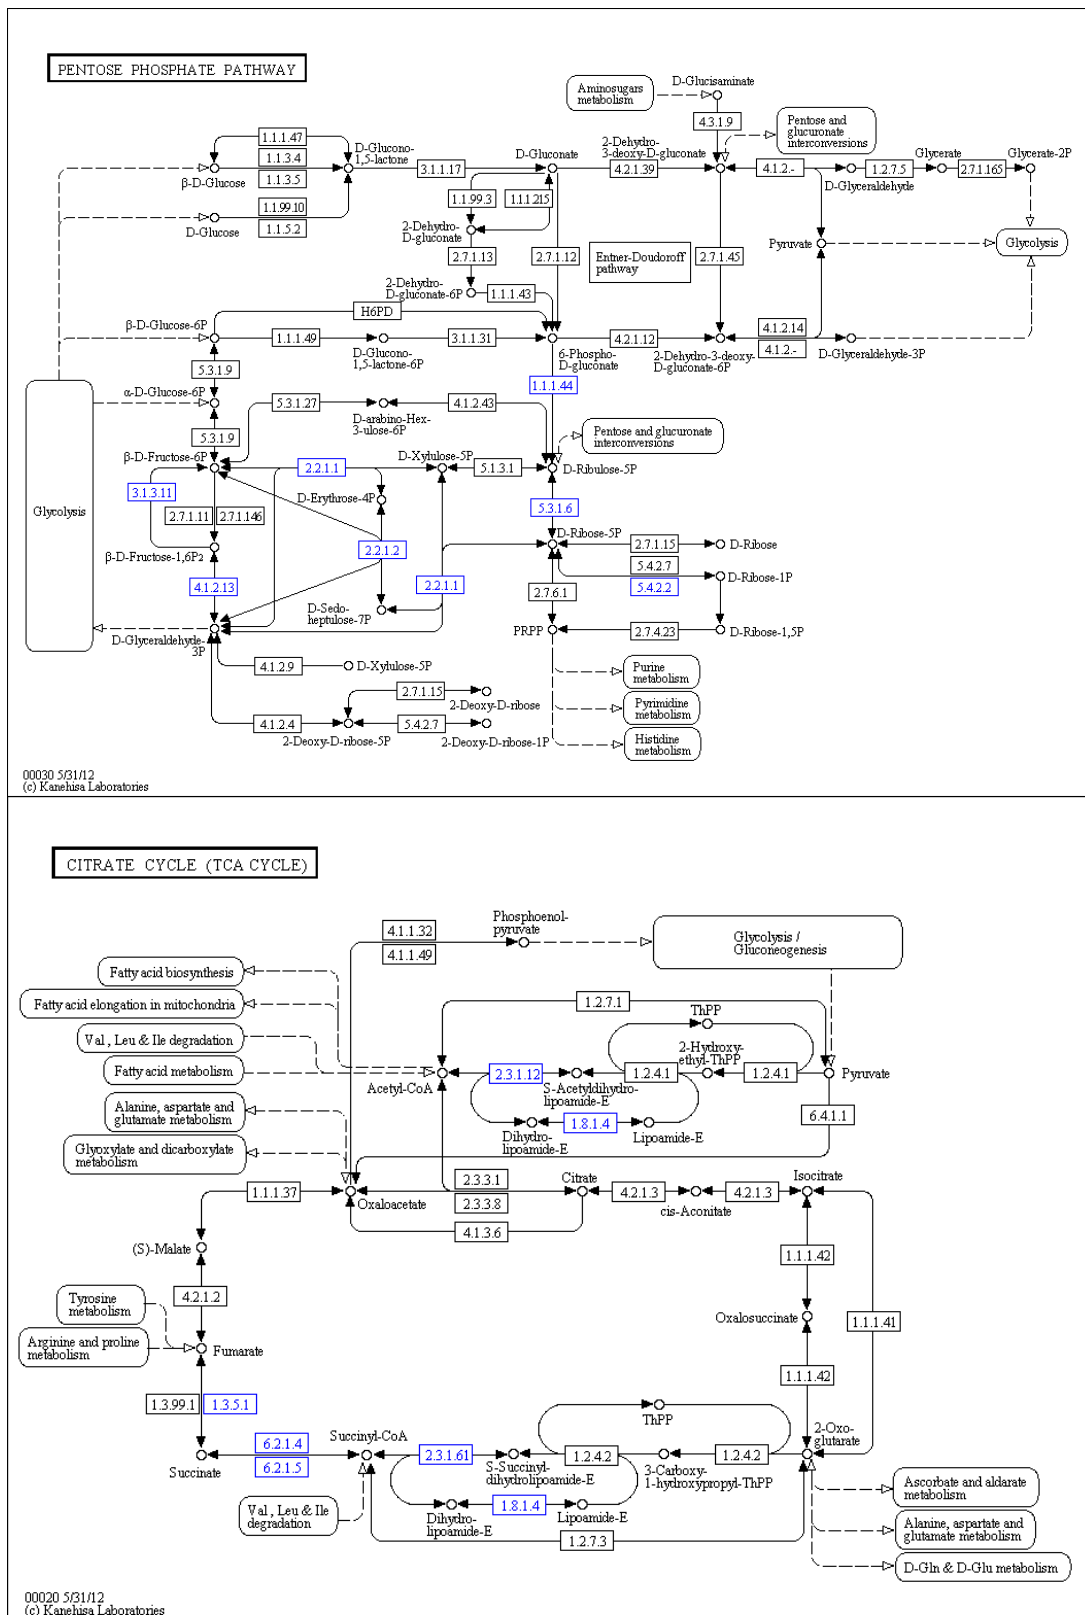 PENTOSE PHOSPHATE PATHWAY
Aminosugars
metabolism
D-Glucisaminate
4.3.1.9
Pentose and
glucuronate
interconversions
1.1.1.47
1.1.3.4
1.1.3.5
β-D-Glucose
D-Glucono-
1,5-lactone
3.1.1.17
D-Gluconate
4.2.1.39
2-Dehydro-
3-deoxy-D-gluconate
4.1.2.-
D-Glyceraldehyde
1.2.7.5
Glycerate
2.7.1.165
Glycerate-2P
1.1.99.10
1.1.5.2
D-Glucose
1.1.99.3
1.1.1.215
2-Dehydro-
D-gluconate
2.7.1.13
2.7.1.12
Entner-Doudoroff
pathway
2.7.1.45
Pyruvate
Glycolysis
2-Dehydro-
D-gluconate-6P
1.1.1.43
H6PD
β-D-Glucose-6P
1.1.1.49
D-Glucono-
1,5-lactone-6P
3.1.1.31
6-Phospho-
D-gluconate
4.2.1.12
2-Dehydro-3-deoxy-
D-gluconate-6P
4.1.2.14
4.1.2.-
D-Glyceraldehyde-3P
5.3.1.9
1.1.1.44
α-D-Glucose-6P
5.3.1.9
5.3.1.27
D-arabino-Hex-
3-ulose-6P
4.1.2.43
Pentose and glucuronate
interconversions
β-D-Fructose-6P
2.2.1.1
D-Xylulose-5P
5.1.3.1
D-Ribulose-5P
Glycolysis
3.1.3.11
2.7.1.11
2.7.1.146
D-Erythrose-4P
5.3.1.6
β-D-Fructose-1,6P2
2.2.1.2
D-Ribose-5P
2.7.1.15
D-Ribose
4.1.2.13
2.2.1.1
5.4.2.7
5.4.2.2
D-Ribose-1P
2.7.6.1
D-Sedo-
heptulose-7P
D-Glyceraldehyde-
3P
PRPP
2.7.4.23
D-Ribose-1,5P
4.1.2.9
D-Xylulose-5P
Purine
metabolism
2.7.1.15
2-Deoxy-D-ribose
Pyrimidine
metabolism
4.1.2.4
2-Deoxy-D-ribose-5P
5.4.2.7
2-Deoxy-D-ribose-1P
Histidine
metabolism
00030 5/31/12
(c) Kanehisa Laboratories
CITRATE CYCLE (TCA CYCLE)
Phosphoenol-
pyruvate
4.1.1.32
4.1.1.49
Glycolysis /
Gluconeogenesis
Fatty acid biosynthesis
Fatty acid elongation in mitochondria
Val, Leu & Ile degradation
Fatty acid metabolism
1.2.7.1
ThPP
2-Hydroxy-
ethyl-ThPP
Acetyl-CoA
2.3.1.12
S-Acetyldihydro-
lipoamide-E
1.2.4.1
1.2.4.1
Pyruvate
Alanine, aspartate and
glutamate metabolism
1.8.1.4
Dihydro-
lipoamide-E
Lipoamide-E
6.4.1.1
Glyoxylate and dicarboxylate
metabolism
1.1.1.37
Oxaloacetate
2.3.3.1
2.3.3.8
4.1.3.6
Citrate
4.2.1.3
cis-Aconitate
4.2.1.3
Isocitrate
(S)-Malate
1.1.1.42
4.2.1.2
Tyrosine
metabolism
Oxalosuccinate
1.1.1.41
Arginine and proline
metabolism
Fumarate
1.1.1.42
1.3.99.1
1.3.5.1
ThPP
2-Oxo-
glutarate
6.2.1.4
6.2.1.5
Succinate
Succinyl-CoA
2.3.1.61
S-Succinyl-
dihydrolipoamide-E
1.2.4.2
3-Carboxy-
1-hydroxypropyl-ThPP
1.2.4.2
Val, Leu & Ile
degradation
1.8.1.4
Dihydro-
lipoamide-E
Lipoamide-E
1.2.7.3
Ascorbate and aldarate
metabolism
Alanine, aspartate and
glutamate metabolism
D-Gln & D-Glu metabolism
00020 5/31/12
(c) Kanehisa Laboratories